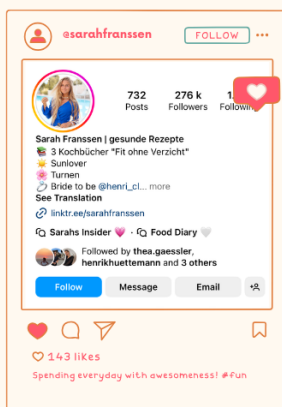 @sarahfranssen FOLLOW
732 276 k 1.
Posts Followers Followin
Sarah Franssen | gesunde Rezepte
3 Kochbücher "Fit ohne Verzicht"
Sunlover
Turnen
Bride to be @henri_cl... more
See Translation
linktr.ee/sarahfranssen
Sarahs Insider · Food Diary
Followed by thea.gaessler,
henrikhuettemann and 3 others
Follow Message Email
143 likes
Spending everyday with awesomeness! #fun